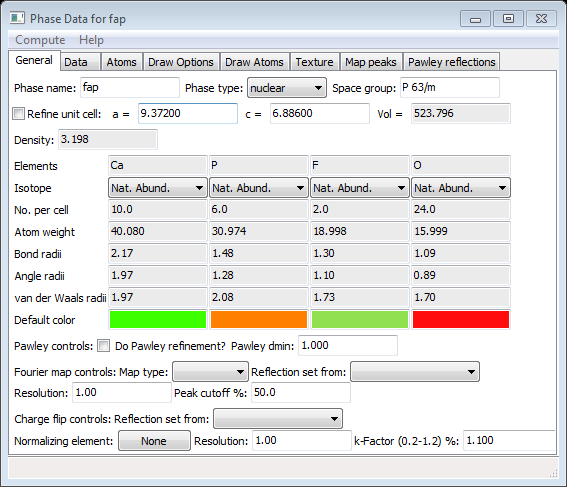 Phase Data for fap
Compute Help
General Data Atoms Draw Options Draw Atoms Texture Map peaks Pawley reflections
Phase name: fap Phase type: nuclear Space group: P 63/m
Refine unit cell: a = 9.37200 c = 6.88600 Vol = 523.796
Density: 3.198
Elements Ca P F O
Isotope Nat. Abund. Nat. Abund. Nat. Abund. Nat. Abund.
No. per cell 10.0 6.0 2.0 24.0
Atom weight 40.080 30.974 18.998 15.999
Bond radii 2.17 1.48 1.30 1.09
Angle radii 1.97 1.28 1.10 0.89
van der Waals radii 1.97 2.08 1.73 1.70
Default color
Pawley controls: Do Pawley refinement? Pawley dmin: 1.000
Fourier map controls: Map type: Reflection set from:
Resolution: 1.00 Peak cutoff %: 50.0
Charge flip controls: Reflection set from:
Normalizing element: None Resolution: 1.00 k-Factor (0.2-1.2) %: 1.100